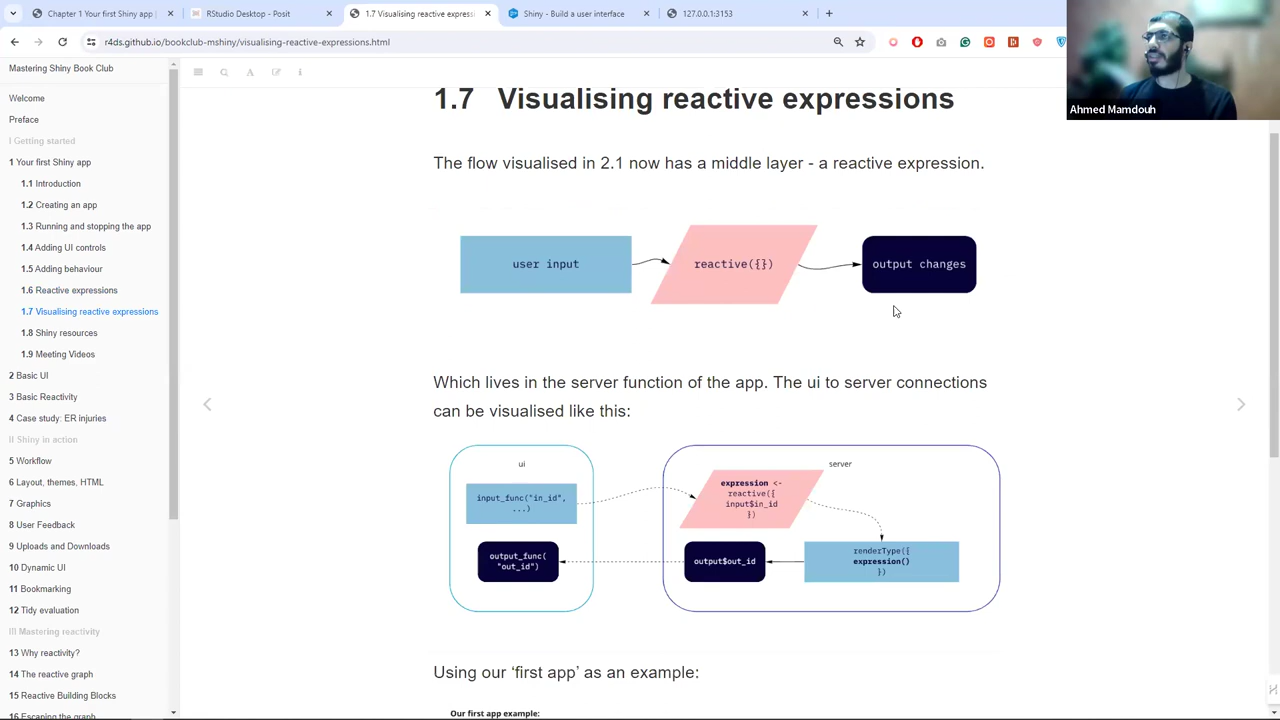 Chapter 1 Your first Shiny app
RStudio Desktop - Posit
1.7 Visualising reactive expressi
Shiny - Build a user interface
127.0.0.1:3153
r4ds.github.io/bookclub-mshiny/visualising-reactive-expressions.html
Ahmed Mamdouh
Mastering Shiny Book Club
Welcome
Preface
I Getting started
1 Your first Shiny app
1.1 Introduction
1.2 Creating an app
1.3 Running and stopping the app
1.4 Adding UI controls
1.5 Adding behaviour
1.6 Reactive expressions
1.7 Visualising reactive expressions
1.8 Shiny resources
1.9 Meeting Videos
2 Basic UI
3 Basic Reactivity
4 Case study: ER injuries
II Shiny in action
5 Workflow
6 Layout, themes, HTML
7 Graphics
8 User Feedback
9 Uploads and Downloads
10 Dynamic UI
11 Bookmarking
12 Tidy evaluation
III Mastering reactivity
13 Why reactivity?
14 The reactive graph
15 Reactive Building Blocks
16 Escaping the graph
1.7 Visualising reactive expressions
The flow visualised in 2.1 now has a middle layer - a reactive expression.
user input
reactive({})
output changes
Which lives in the server function of the app. The ui to server connections
can be visualised like this:
ui
input_func("in_id",
...)
output_func(
"out_id")
server
expression <-
reactive({
input$in_id
})
output$out_id
renderType({
expression()
})
Using our ‘first app’ as an example:
Our first app example: